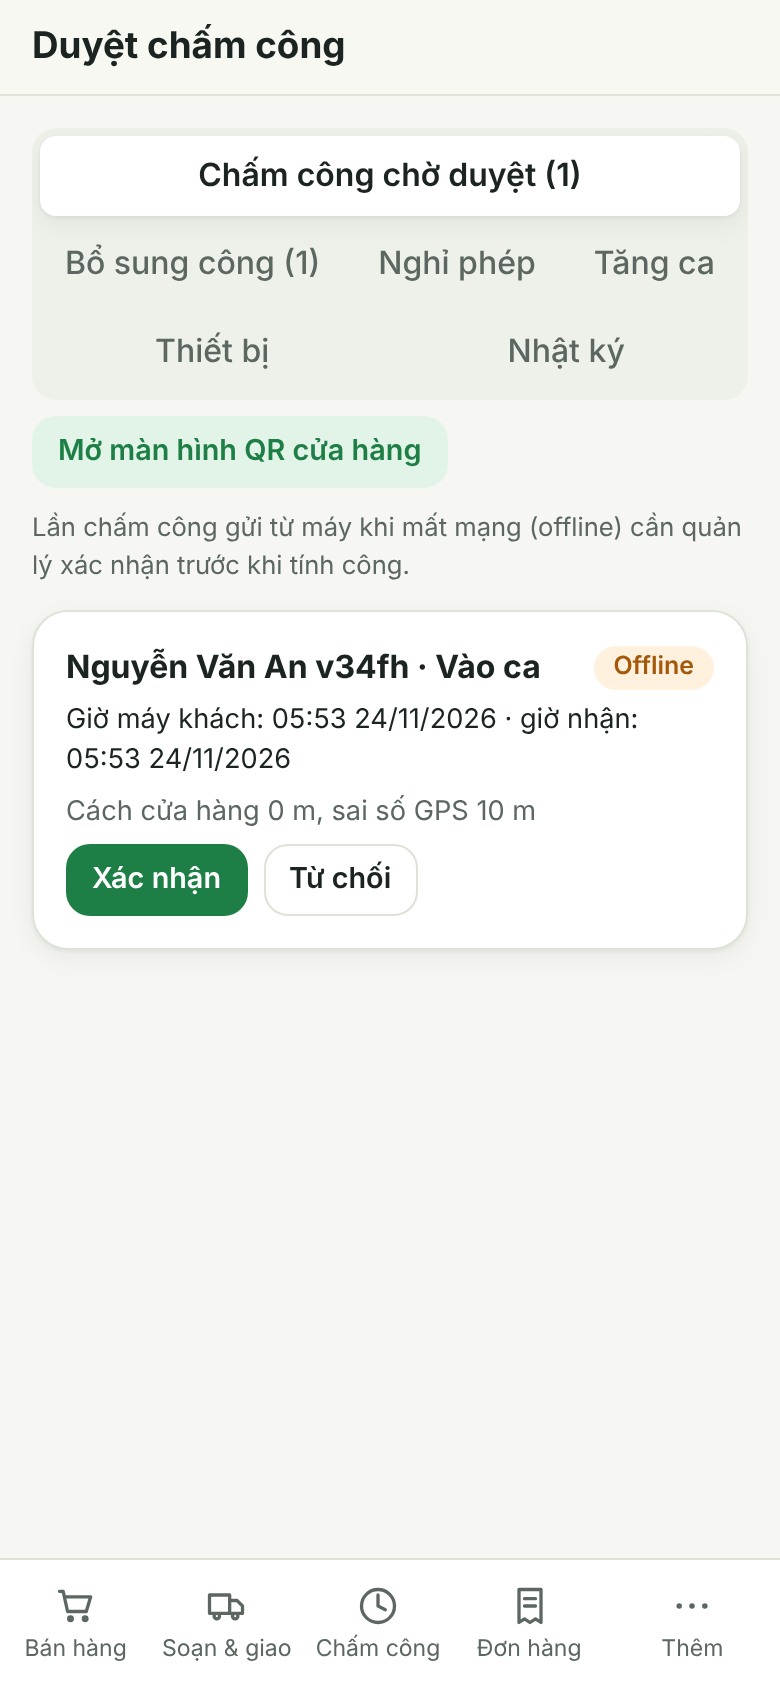 Duyệt chấm công
Chấm công chờ duyệt (1)
Bổ sung công (1)
Nghỉ phép
Tăng ca
Thiết bị
Nhật ký
Mở màn hình QR cửa hàng
Lần chấm công gửi từ máy khi mất mạng (offline) cần quản
lý xác nhận trước khi tính công.
Nguyễn Văn An v34fh · Vào ca
Offline
Giờ máy khách: 05:53 24/11/2026 · giờ nhận:
05:53 24/11/2026
Cách cửa hàng 0 m, sai số GPS 10 m
Xác nhận
Từ chối
Bán hàng
Soạn & giao
Chấm công
Đơn hàng
Thêm